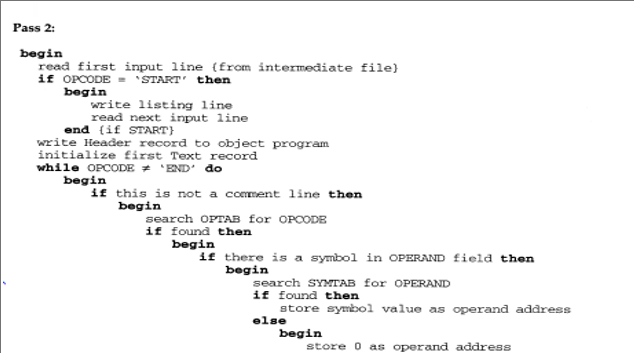 Pass 2:
begin
read first input line {from intermediate file}
if OPCODE = 'START' then
begin
write listing line
read next input line
end {if START}
write Header record to object program
initialize first Text record
while OPCODE ≠ 'END' do
begin
if this is not a comment line then
begin
search OPTAB for OPCODE
if found then
begin
if there is a symbol in OPERAND field then
begin
search SYMTAB for OPERAND
if found then
store symbol value as operand address
else
begin
store 0 as operand address